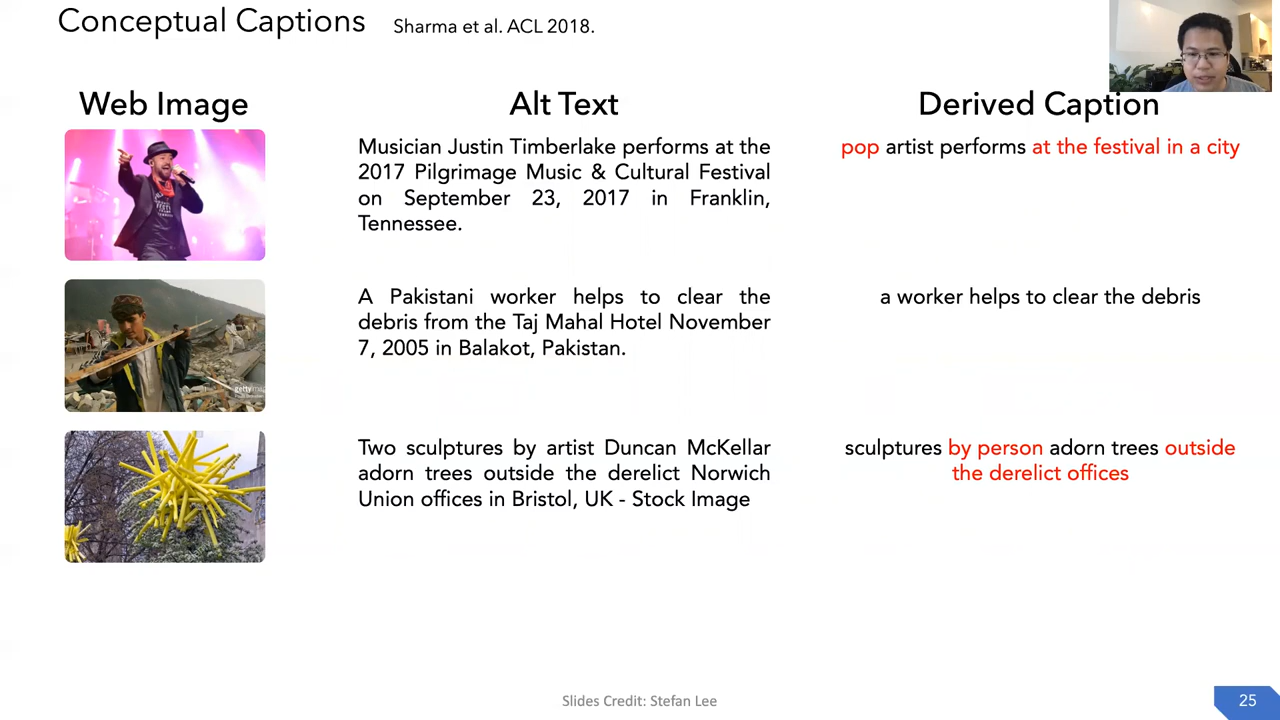 Conceptual Captions Sharma et al. ACL 2018.
Web Image
Alt Text
Derived Caption
Musician Justin Timberlake performs at the
2017 Pilgrimage Music & Cultural Festival
on September 23, 2017 in Franklin,
Tennessee.
pop artist performs at the festival in a city
A Pakistani worker helps to clear the
debris from the Taj Mahal Hotel November
7, 2005 in Balakot, Pakistan.
a worker helps to clear the debris
gettyimages
Two sculptures by artist Duncan McKellar
adorn trees outside the derelict Norwich
Union offices in Bristol, UK - Stock Image
sculptures by person adorn trees outside
the derelict offices
Slides Credit: Stefan Lee
25